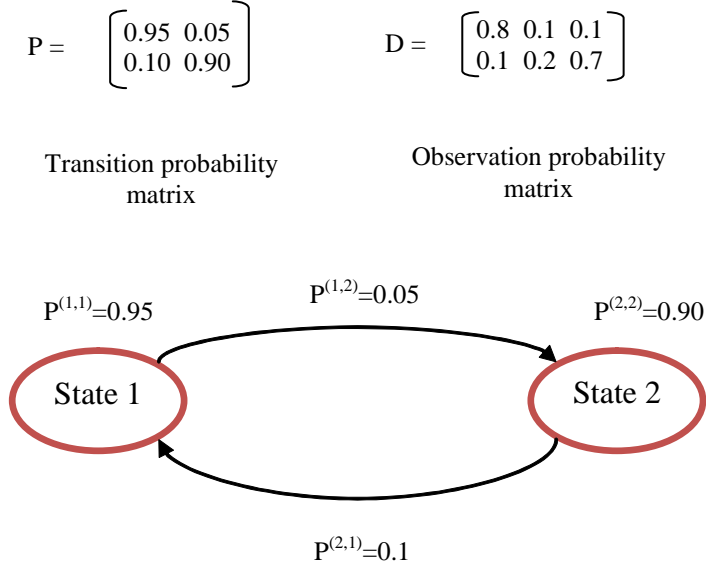 P = [0.95 0.05
0.10 0.90]
D = [0.8 0.1 0.1
0.1 0.2 0.7]
Transition probability
matrix
Observation probability
matrix
P(1,1)=0.95
P(1,2)=0.05
P(2,2)=0.90
State 1
State 2
P(2,1)=0.1